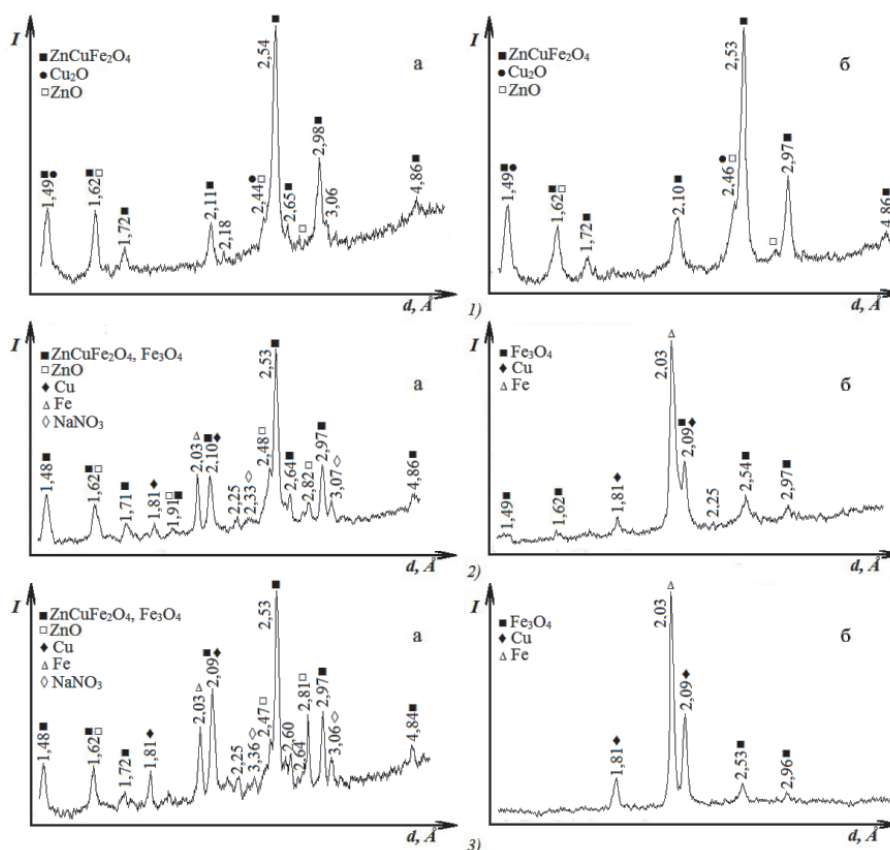 I
■ZnCuFe₂O₄
●Cu₂O
□ZnO
а
1,49■●
1,62■□
1,72■
2,11■
2,18
2,44●□
2,54■
2,65■
□
2,98■
3,06
4,86■
d, Å
I
■ZnCuFe₂O₄
●Cu₂O
□ZnO
б
1,49■●
1,62■□
1,72■
2,10■
2,46●□
2,53■
□
2,97■
4,86■
d, Å
1)
I
■ZnCuFe₂O₄, Fe₃O₄
□ZnO
♦Cu
△Fe
◊NaNO₃
а
1,48■
1,62■□
1,71■
1,81♦
1,91□■
2,03△
2,10■♦
2,25
2,33◊
2,48□
2,53■
2,64■
2,82□
2,97■
3,07◊
4,86■
d, Å
I
■Fe₃O₄
♦Cu
△Fe
б
1,49■
1,62■
1,81♦
2,03△
2,09■♦
2,25
2,54■
2,97■
d, Å
2)
I
■ZnCuFe₂O₄, Fe₃O₄
□ZnO
♦Cu
△Fe
◊NaNO₃
а
1,48■
1,62■□
1,72■
1,81♦
2,03△
2,09■♦
2,25
3,36◊
2,47□
2,53■
2,60
2,64
2,81□
2,97■
3,06◊
4,84■
d, Å
I
■Fe₃O₄
♦Cu
△Fe
б
1,81♦
2,03△
2,09♦
2,53■
2,96■
d, Å
3)